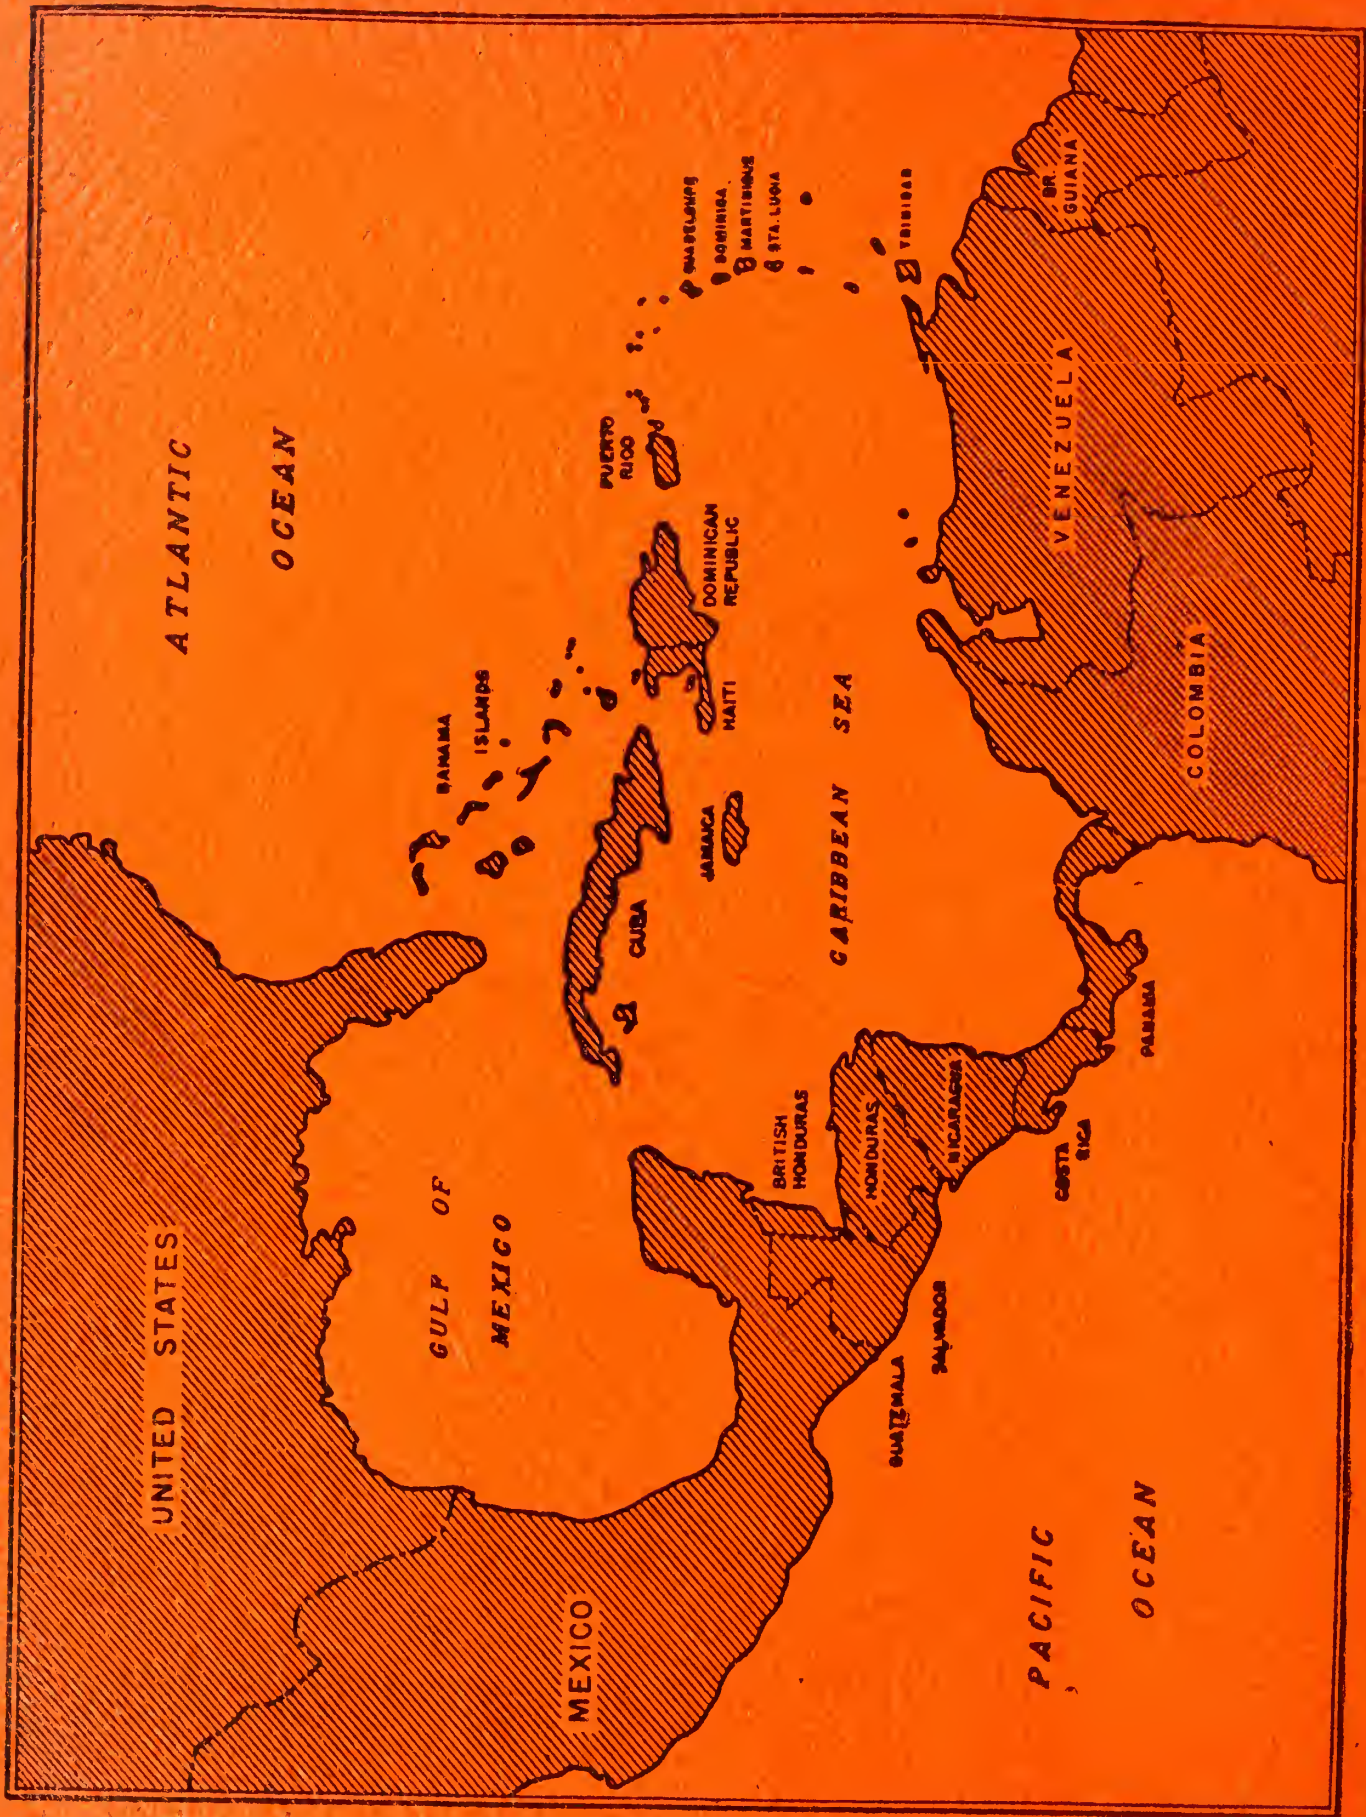 UNITED STATES
ATLANTIC
OCEAN
GULF OF
MEXICO
BAHAMA
ISLANDS
MEXICO
CUBA
PUERTO
RICO
DOMINICAN
REPUBLIC
HAITI
JAMAICA
GUADELOUPE
DOMINICA
MARTINIQUE
STA. LUCIA
CARIBBEAN SEA
BRITISH
HONDURAS
HONDURAS
NICARAGUA
GUATEMALA
SALVADOR
COSTA
RICA
PANAMA
TRINIDAD
BR.
GUIANA
VENEZUELA
COLOMBIA
PACIFIC
OCEAN